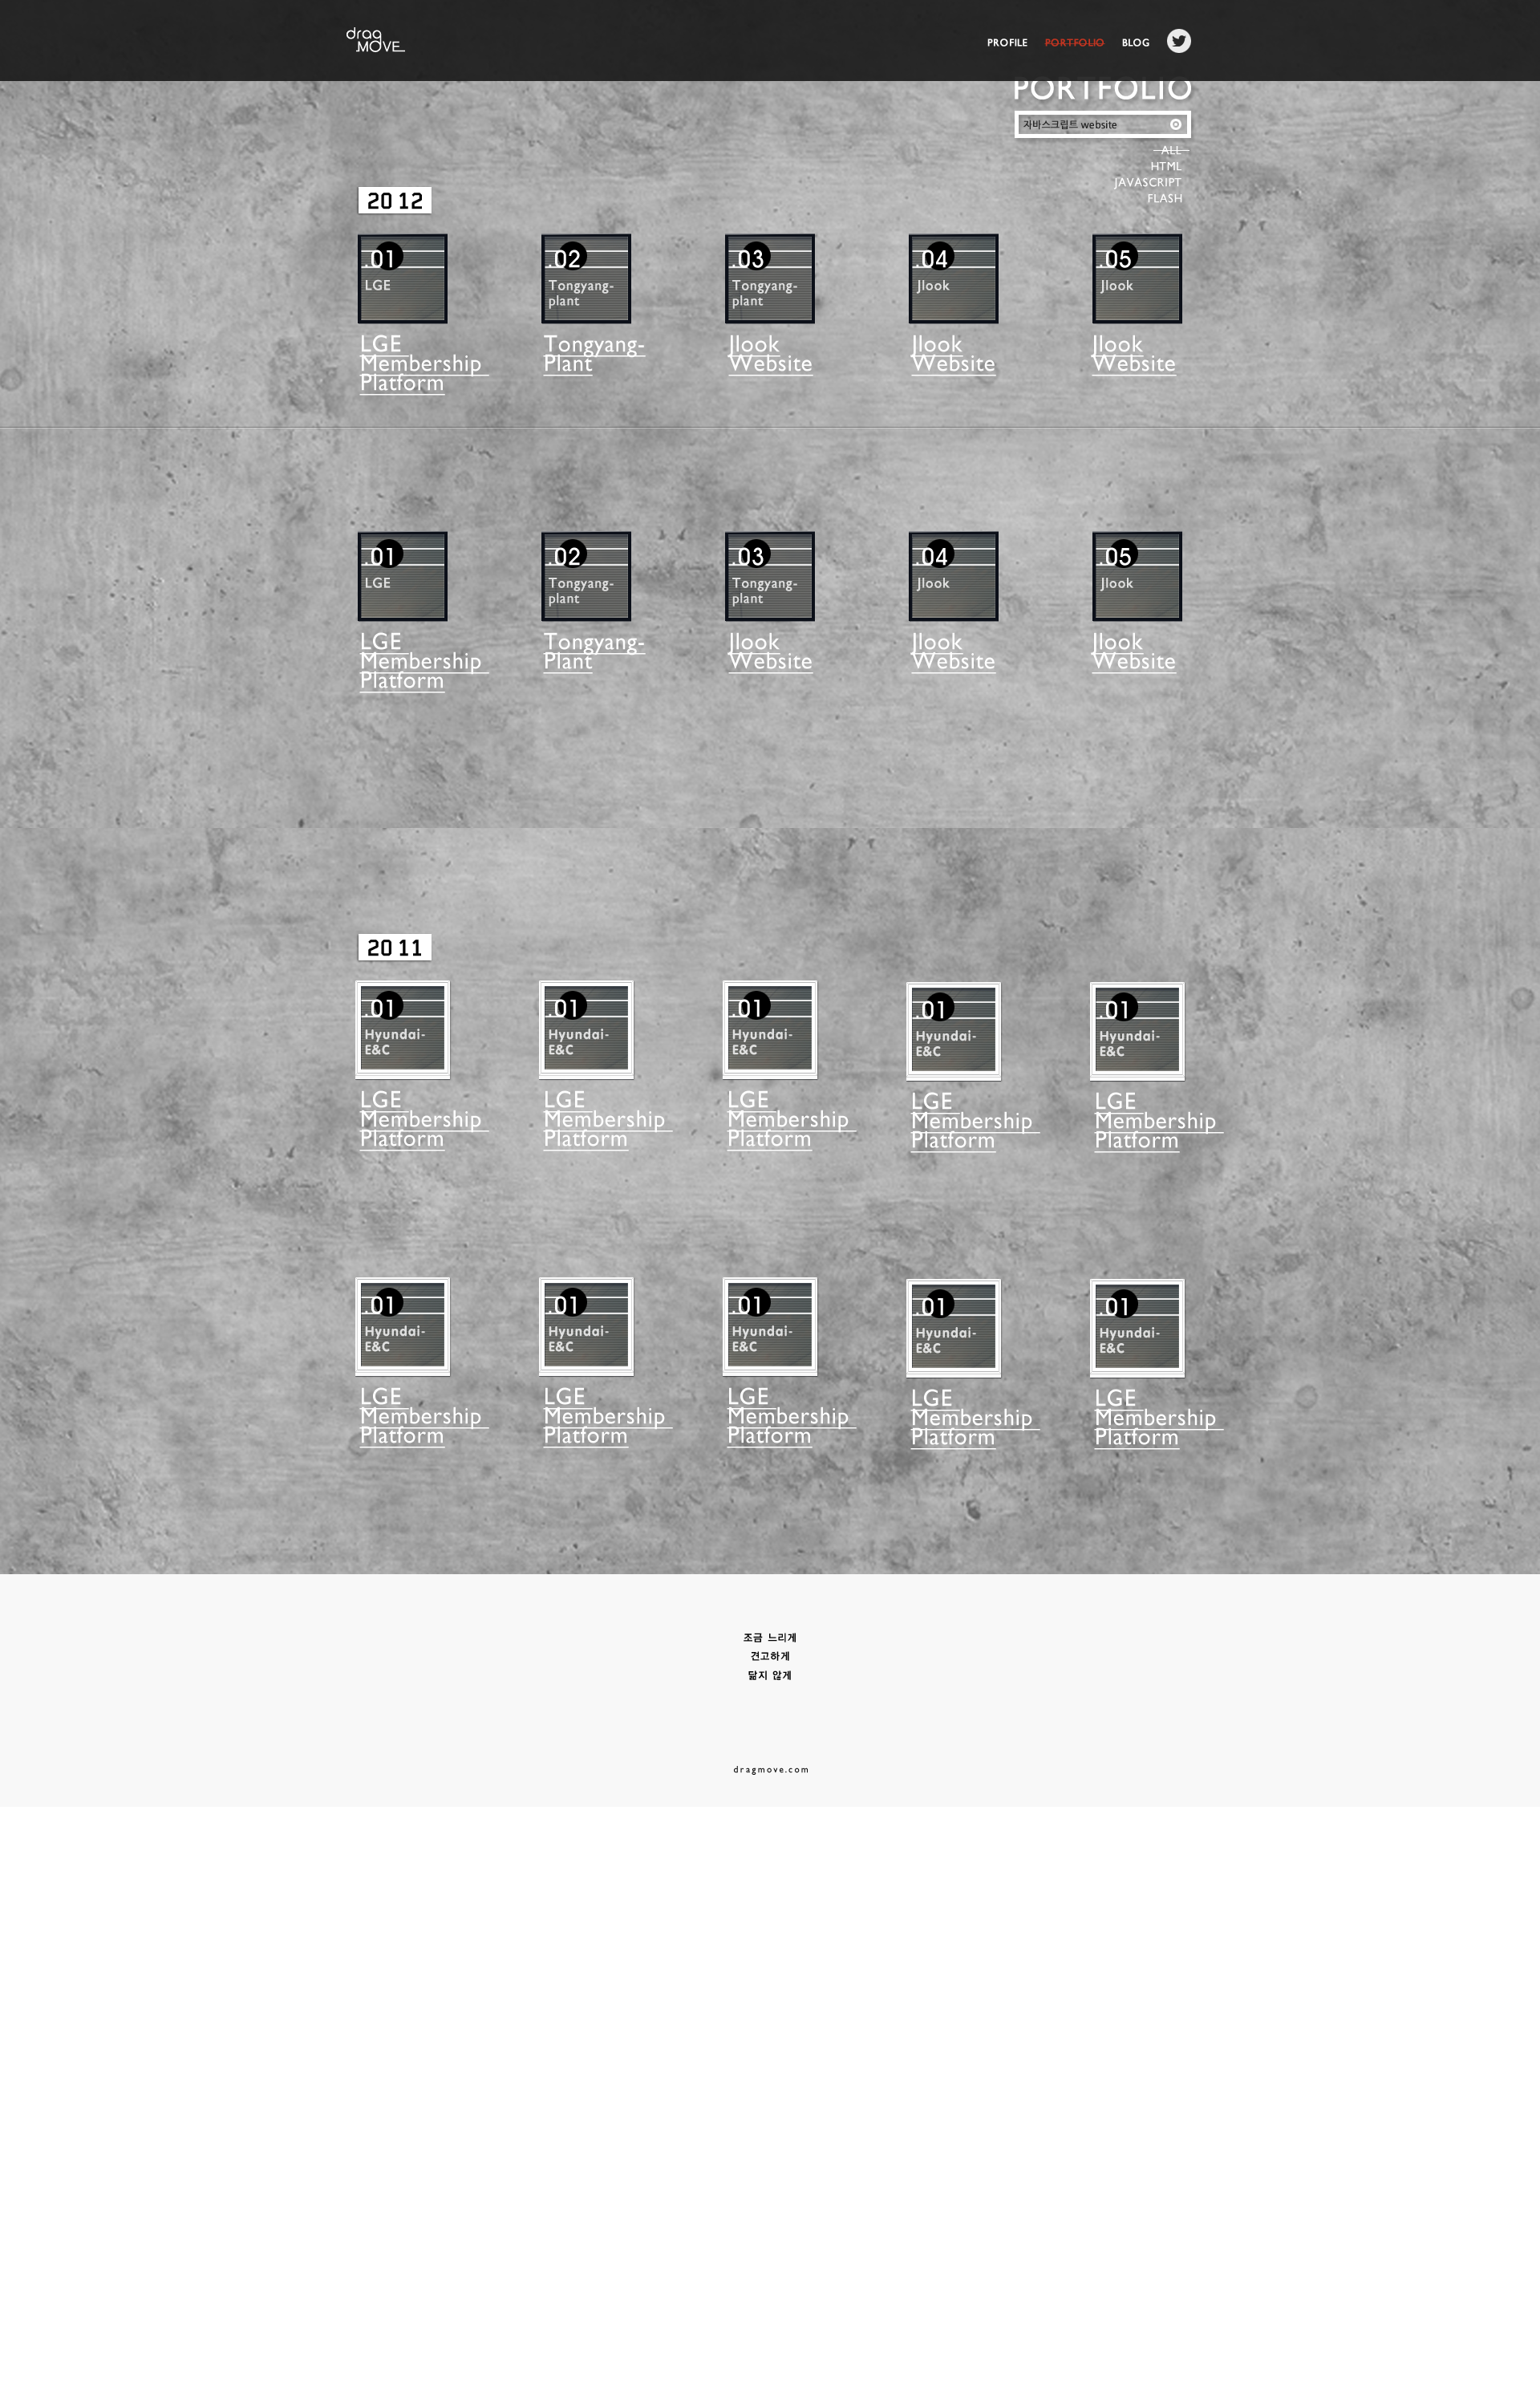 drag
MOVE_
PROFILE PORTFOLIO BLOG
PORTFOLIO
자바스크립트 website
ALL
HTML
JAVASCRIPT
FLASH
20 12
.01 .02 .03 .04 .05
LGE Tongyang- Tongyang- Jlook Jlook
plant plant
LGE Tongyang- Jlook Jlook Jlook
Membership Plant Website Website Website
Platform
.01 .02 .03 .04 .05
LGE Tongyang- Tongyang- Jlook Jlook
plant plant
LGE Tongyang- Jlook Jlook Jlook
Membership Plant Website Website Website
Platform
20 11
.01 .01 .01 .01 .01
Hyundai- Hyundai- Hyundai- Hyundai- Hyundai-
E&C E&C E&C E&C E&C
LGE LGE LGE LGE LGE
Membership Membership Membership Membership Membership
Platform Platform Platform Platform Platform
.01 .01 .01 .01 .01
Hyundai- Hyundai- Hyundai- Hyundai- Hyundai-
E&C E&C E&C E&C E&C
LGE LGE LGE LGE LGE
Membership Membership Membership Membership Membership
Platform Platform Platform Platform Platform
조금 느리게
견고하게
닮지 않게
dragmove.com